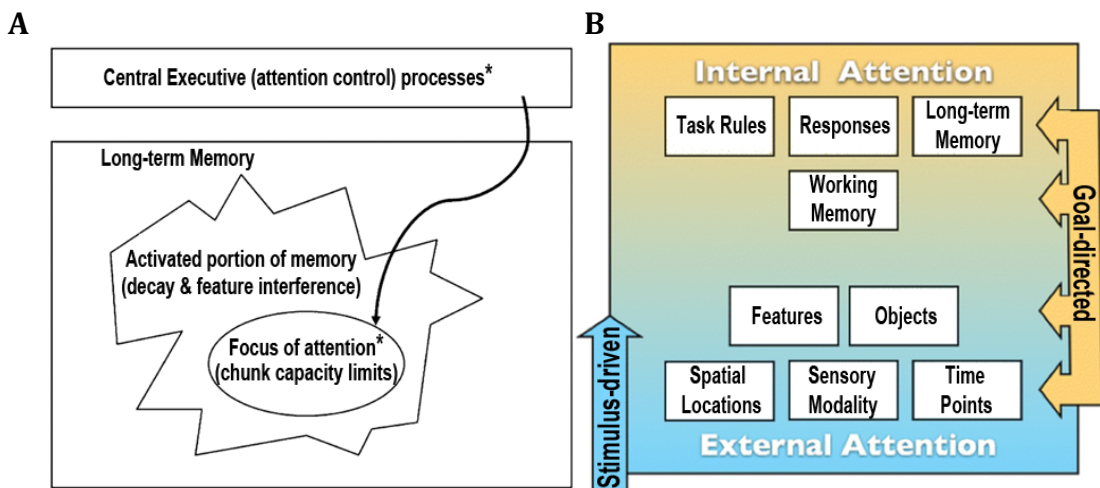 A
Central Executive (attention control) processes*
Long-term Memory
Activated portion of memory
(decay & feature interference)
Focus of attention*
(chunk capacity limits)
B
Internal Attention
Task Rules
Responses
Long-term
Memory
Working
Memory
Goal-directed
Features
Objects
Stimulus-driven
Spatial
Locations
Sensory
Modality
Time
Points
External Attention